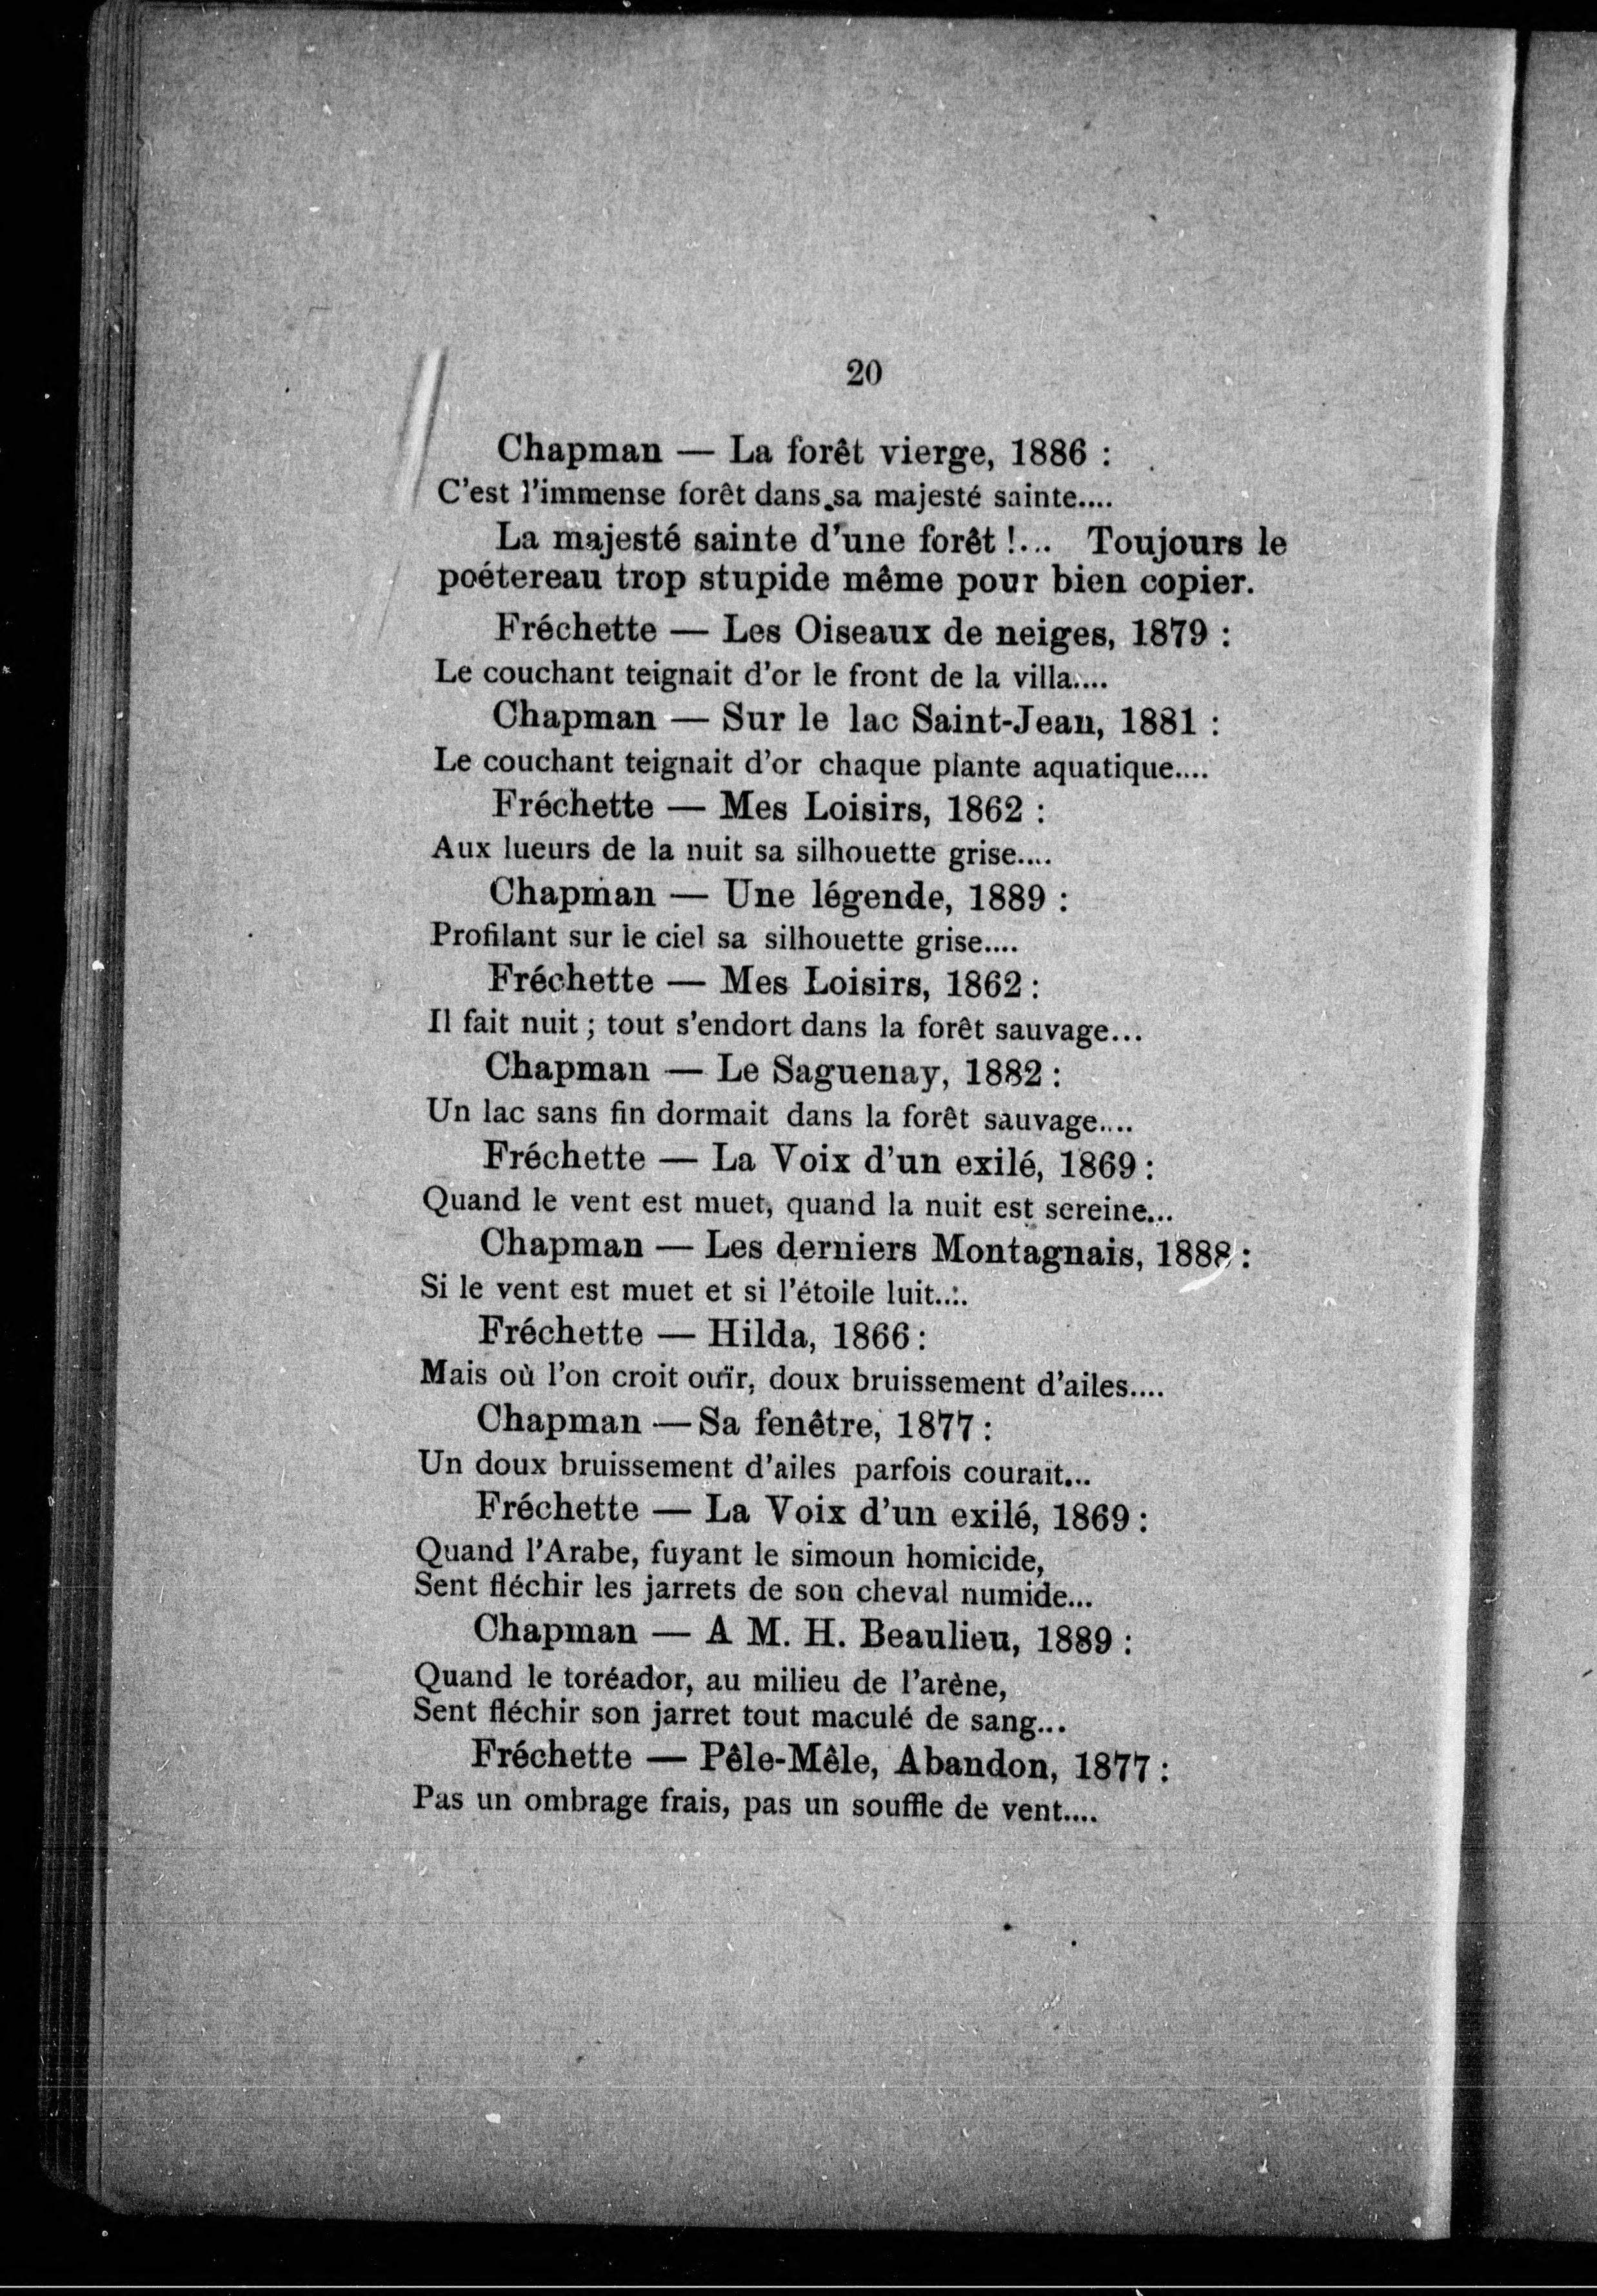 20
Chapman — La forêt vierge, 1886 :
C'est l'immense forêt dans sa majesté sainte....
La majesté sainte d'une forêt !... Toujours le
poétereau trop stupide même pour bien copier.
Fréchette — Les Oiseaux de neiges, 1879 :
Le couchant teignait d'or le front de la villa....
Chapman — Sur le lac Saint-Jean, 1881 :
Le couchant teignait d'or chaque plante aquatique....
Fréchette — Mes Loisirs, 1862 :
Aux lueurs de la nuit sa silhouette grise....
Chapman — Une légende, 1889 :
Profilant sur le ciel sa silhouette grise....
Fréchette — Mes Loisirs, 1862 :
Il fait nuit ; tout s'endort dans la forêt sauvage...
Chapman — Le Saguenay, 1882 :
Un lac sans fin dormait dans la forêt sauvage....
Fréchette — La Voix d'un exilé, 1869 :
Quand le vent est muet, quand la nuit est sereine...
Chapman — Les derniers Montagnais, 1888 :
Si le vent est muet et si l'étoile luit....
Fréchette — Hilda, 1866 :
Mais où l'on croit ouïr, doux bruissement d'ailes....
Chapman — Sa fenêtre, 1877 :
Un doux bruissement d'ailes parfois courait...
Fréchette — La Voix d'un exilé, 1869 :
Quand l'Arabe, fuyant le simoun homicide,
Sent fléchir les jarrets de son cheval numide...
Chapman — A M. H. Beaulieu, 1889 :
Quand le toréador, au milieu de l'arène,
Sent fléchir son jarret tout maculé de sang...
Fréchette — Pêle-Mêle, Abandon, 1877 :
Pas un ombrage frais, pas un souffle de vent....